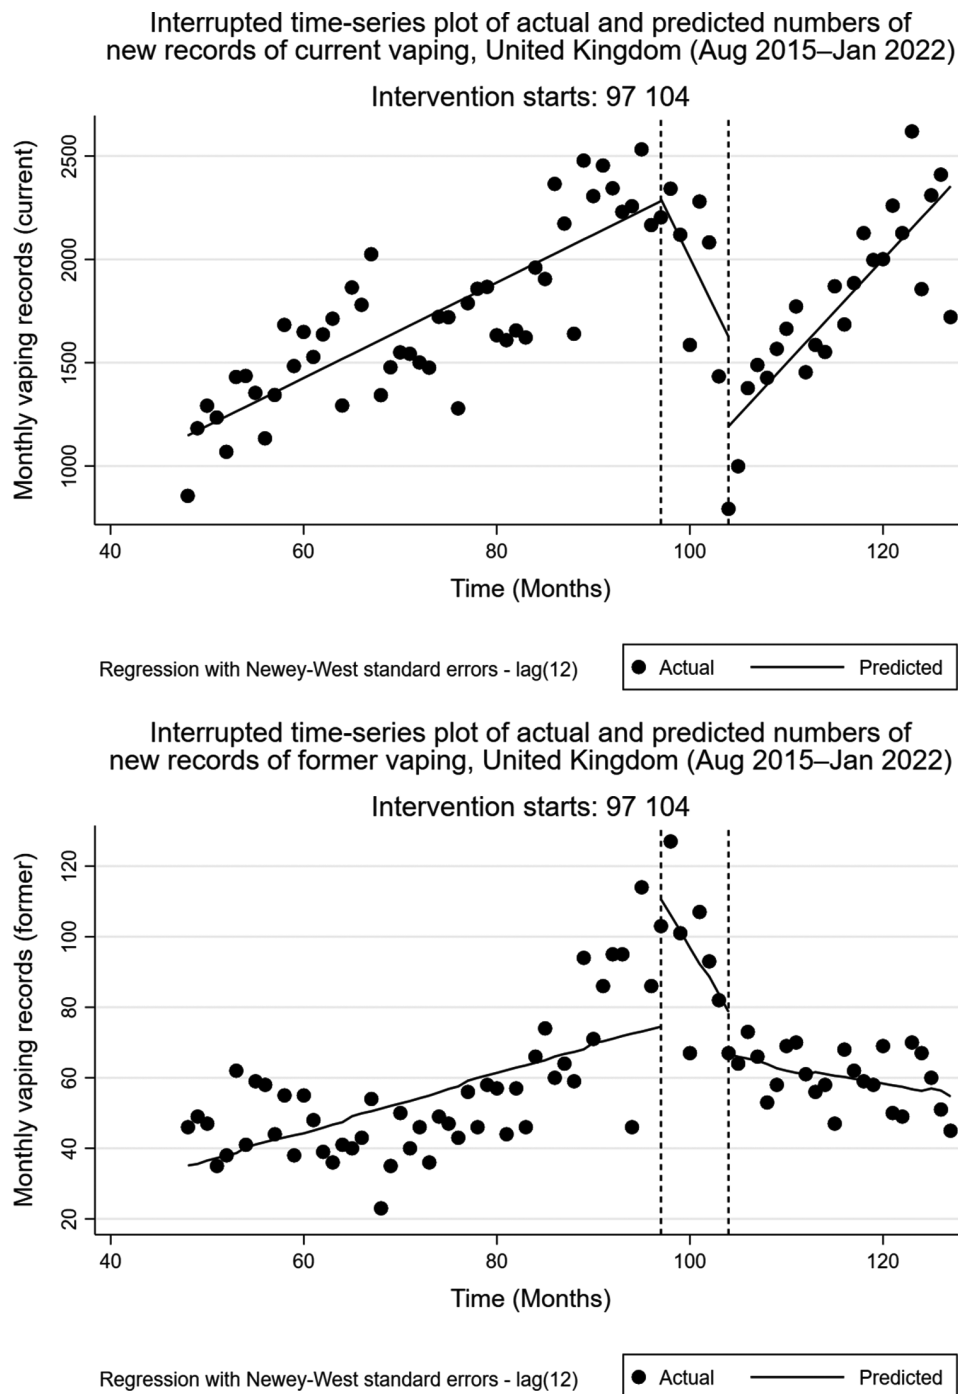 Interrupted time-series plot of actual and predicted numbers of
new records of current vaping, United Kingdom (Aug 2015–Jan 2022)
Intervention starts: 97 104
Monthly vaping records (current)
2500
2000
1500
1000
40 60 80 100 120
Time (Months)
Regression with Newey-West standard errors - lag(12)
Actual Predicted
Interrupted time-series plot of actual and predicted numbers of
new records of former vaping, United Kingdom (Aug 2015–Jan 2022)
Intervention starts: 97 104
Monthly vaping records (former)
120
100
80
60
40
20
40 60 80 100 120
Time (Months)
Regression with Newey-West standard errors - lag(12)
Actual Predicted